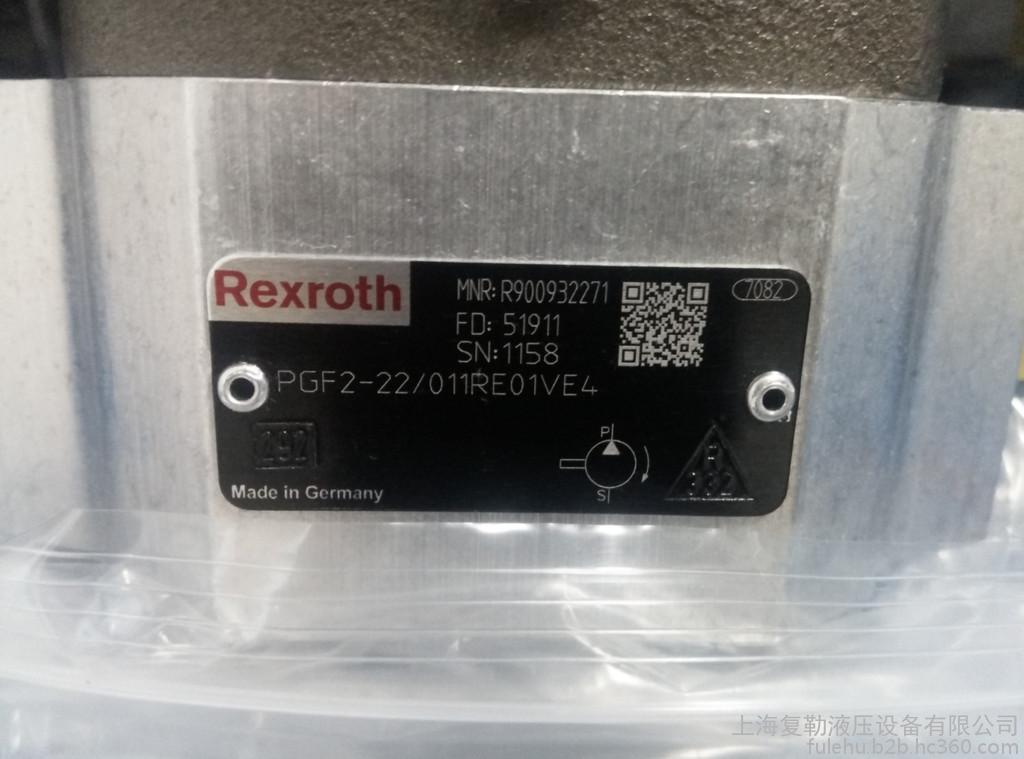 Rexroth
MNR: R900932271
7082
FD: 51911
SN: 1158
PGF2-22/011RE01VE4
292
P
S
332
Made in Germany
上海复勒液压设备有限公司
fulehu.b2b.hc360.com